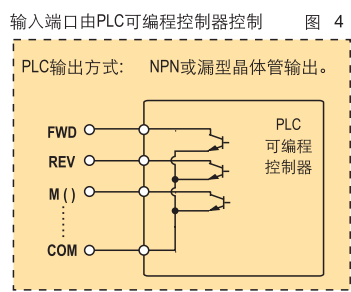 输入端口由PLC可编程控制器控制 图 4
PLC输出方式: NPN或漏型晶体管输出。
PLC
可编程
控制器
FWD
REV
M ( )
COM